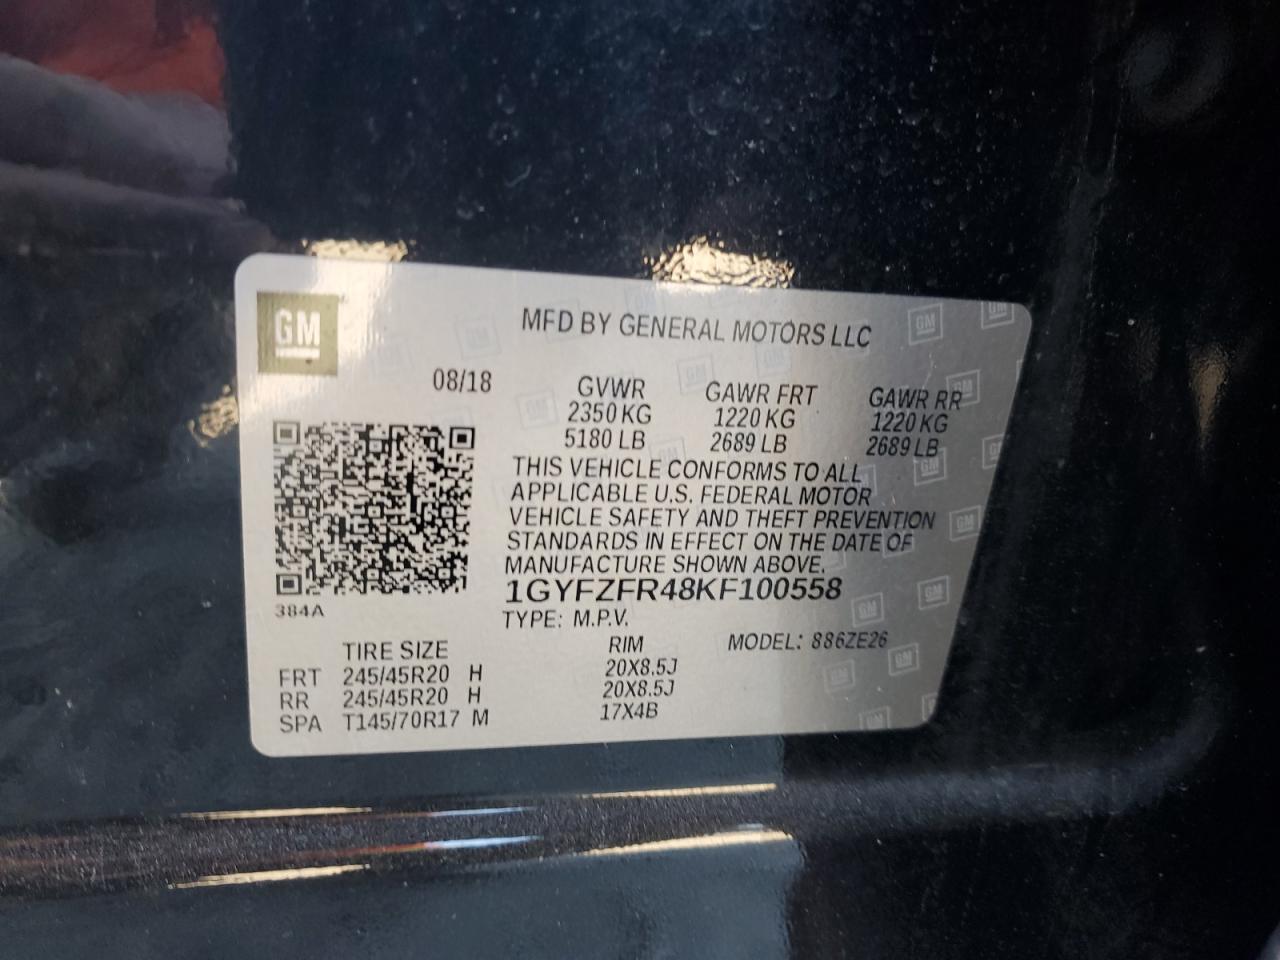 GM
MFD BY GENERAL MOTORS LLC
08/18
GVWR GAWR FRT GAWR RR
2350 KG 1220 KG 1220 KG
5180 LB 2689 LB 2689 LB
THIS VEHICLE CONFORMS TO ALL
APPLICABLE U.S. FEDERAL MOTOR
VEHICLE SAFETY AND THEFT PREVENTION
STANDARDS IN EFFECT ON THE DATE OF
MANUFACTURE SHOWN ABOVE.
1GYFZFR48KF100558
384A
TYPE: M.P.V.
TIRE SIZE RIM MODEL: 886ZE26
FRT 245/45R20 H 20X8.5J
RR 245/45R20 H 20X8.5J
SPA T145/70R17 M 17X4B